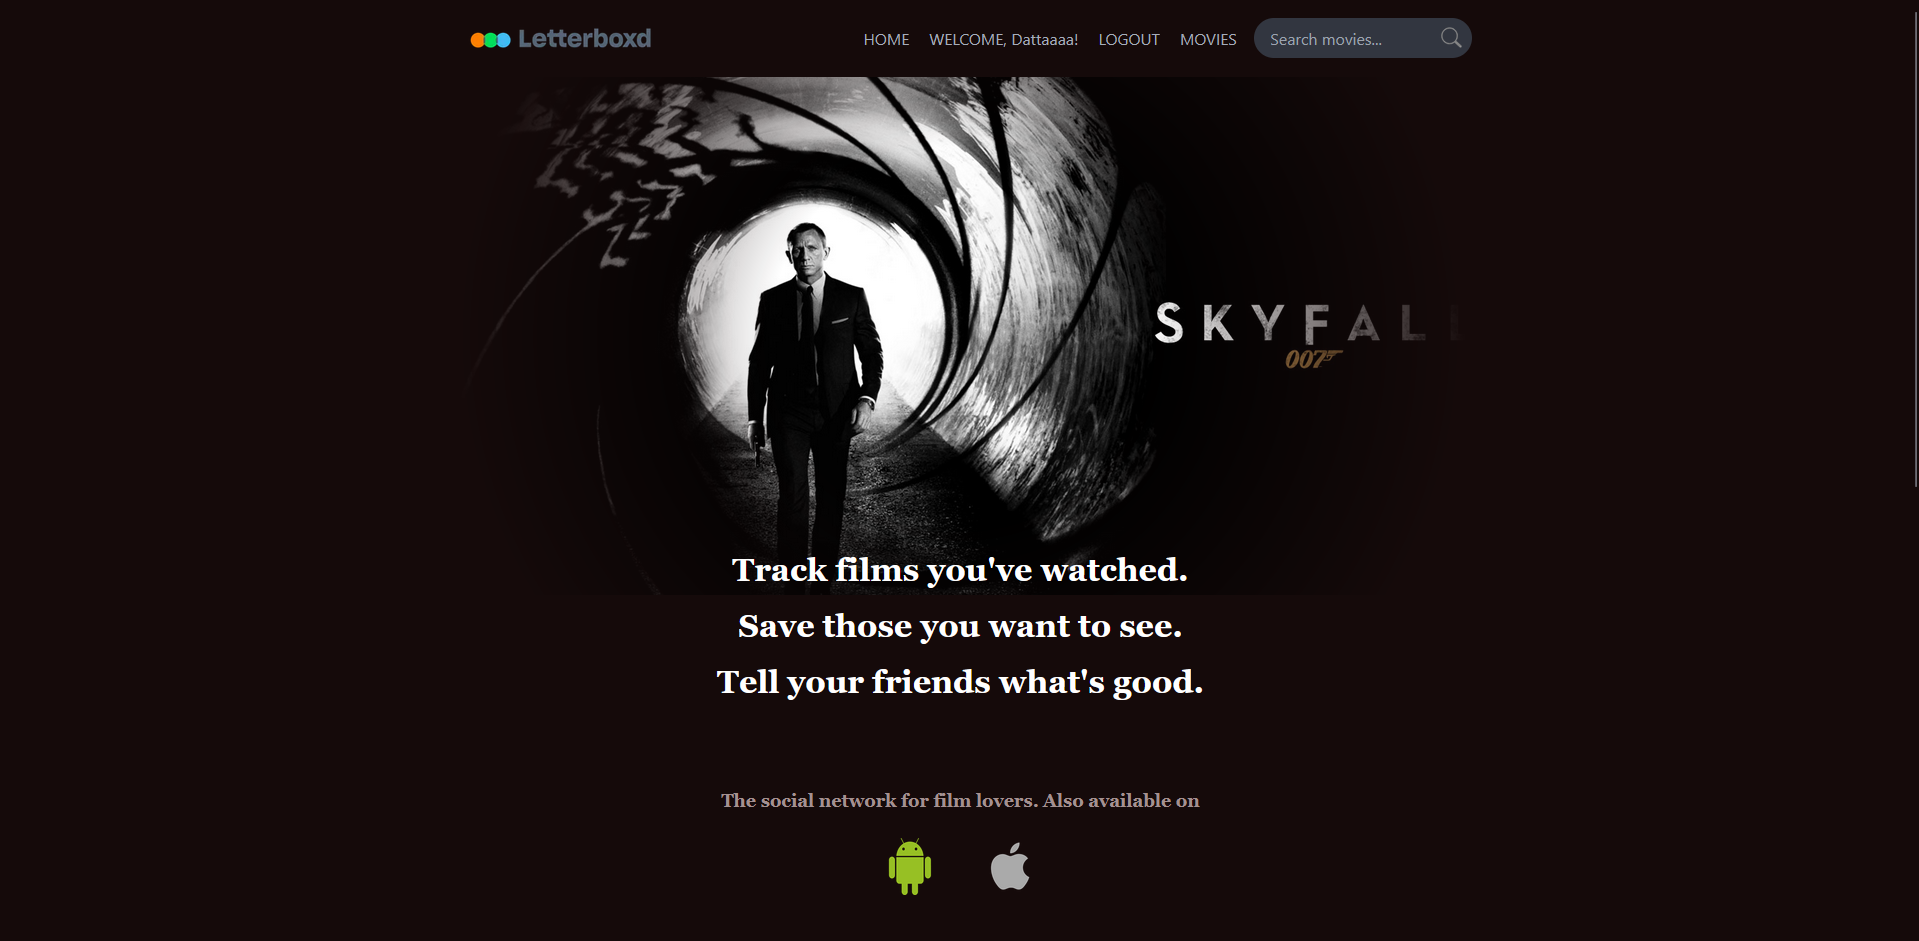 Letterboxd
HOME WELCOME, Dattaaaa! LOGOUT MOVIES Search movies...
SKYFALL
007
Track films you've watched.
Save those you want to see.
Tell your friends what's good.
The social network for film lovers. Also available on